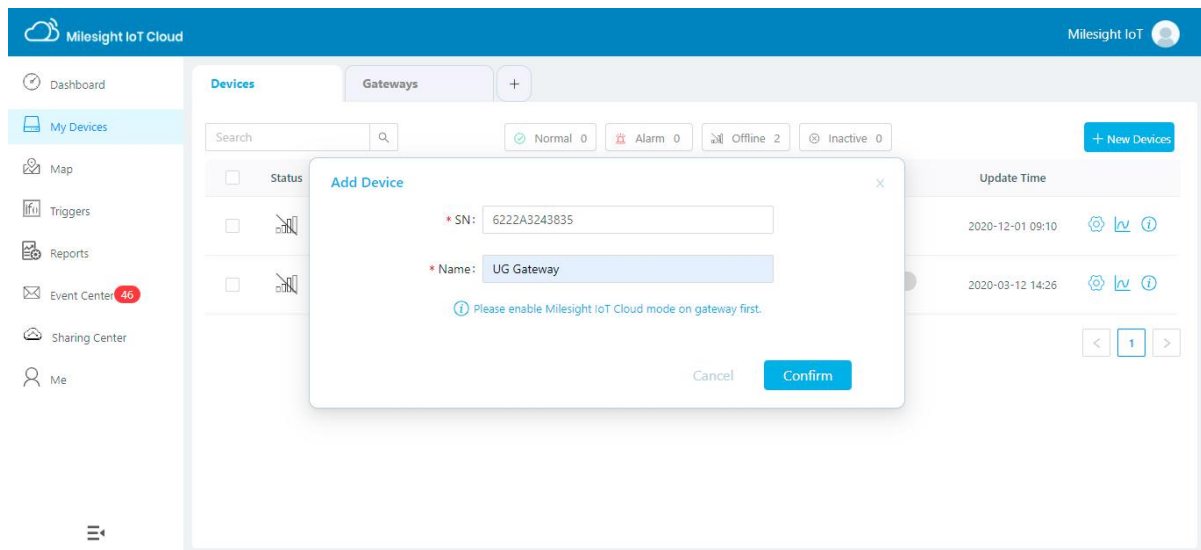 Milesight IoT Cloud
Milesight IoT
Dashboard
My Devices
Map
Triggers
Reports
Event Center 46
Sharing Center
Me
Devices
Gateways
+
Search
Normal 0
Alarm 0
Offline 2
Inactive 0
+ New Devices
Status
Update Time
2020-12-01 09:10
2020-03-12 14:26
< 1 >
Add Device
×
* SN: 6222A3243835
* Name: UG Gateway
Please enable Milesight IoT Cloud mode on gateway first.
Cancel
Confirm